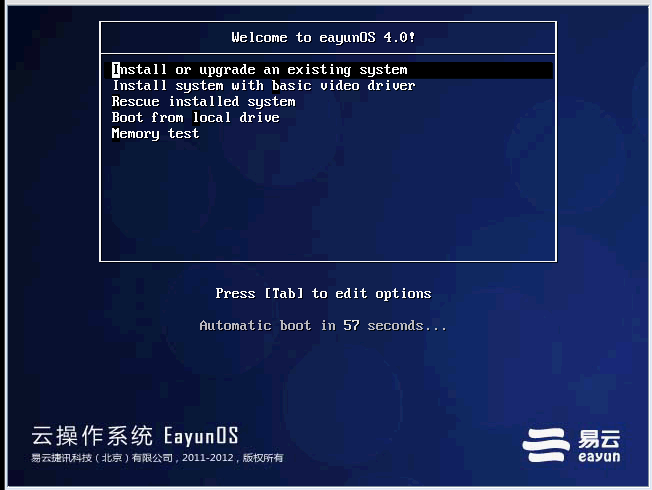 Welcome to eayunOS 4.0!
Install or upgrade an existing system
Install system with basic video driver
Rescue installed system
Boot from local drive
Memory test
Press [Tab] to edit options
Automatic boot in 57 seconds...
云操作系统 EayunOS
易云捷讯科技（北京）有限公司，2011-2012，版权所有
易云
eayun